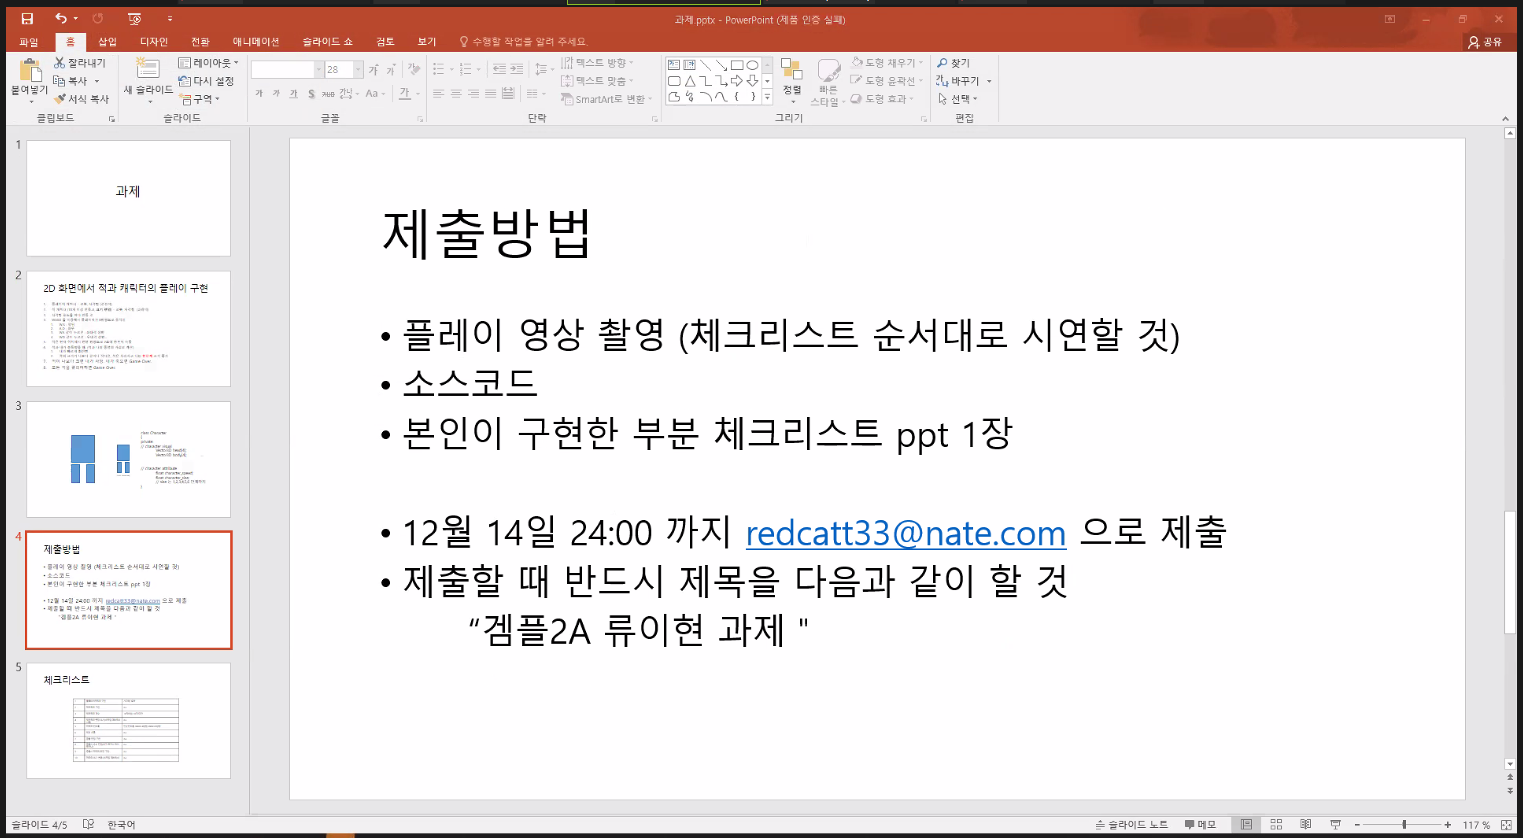 과제.pptx - PowerPoint (제품 인증 실패)
파일 홈 삽입 디자인 전환 애니메이션 슬라이드 쇼 검토 보기 수행할 작업을 알려 주세요. 공유
붙여넣기 잘라내기 복사 서식 복사
클립보드
새 슬라이드 레이아웃 다시 설정 구역
슬라이드
28
가 가 가 가 가 S abc 가간 Aa 가
글꼴
텍스트 방향 텍스트 맞춤 SmartArt로 변환
단락
정렬 빠른 스타일 도형 채우기 도형 윤곽선 도형 효과
그리기
찾기 바꾸기 선택
편집
1
과제
2
2D 화면에서 적과 캐릭터의 플레이 구현
3
4
제출방법
• 플레이 영상 촬영 (체크리스트 순서대로 시연할 것)
• 소스코드
• 본인이 구현한 부분 체크리스트 ppt 1장
• 12월 14일 24:00 까지 redcatt33@nate.com 으로 제출
• 제출할 때 반드시 제목을 다음과 같이 할 것
“겜플2A 류이현 과제 "
5
체크리스트
제출방법
• 플레이 영상 촬영 (체크리스트 순서대로 시연할 것)
• 소스코드
• 본인이 구현한 부분 체크리스트 ppt 1장
• 12월 14일 24:00 까지 redcatt33@nate.com 으로 제출
• 제출할 때 반드시 제목을 다음과 같이 할 것
“겜플2A 류이현 과제 "
슬라이드 4/5 한국어 슬라이드 노트 메모 117 %